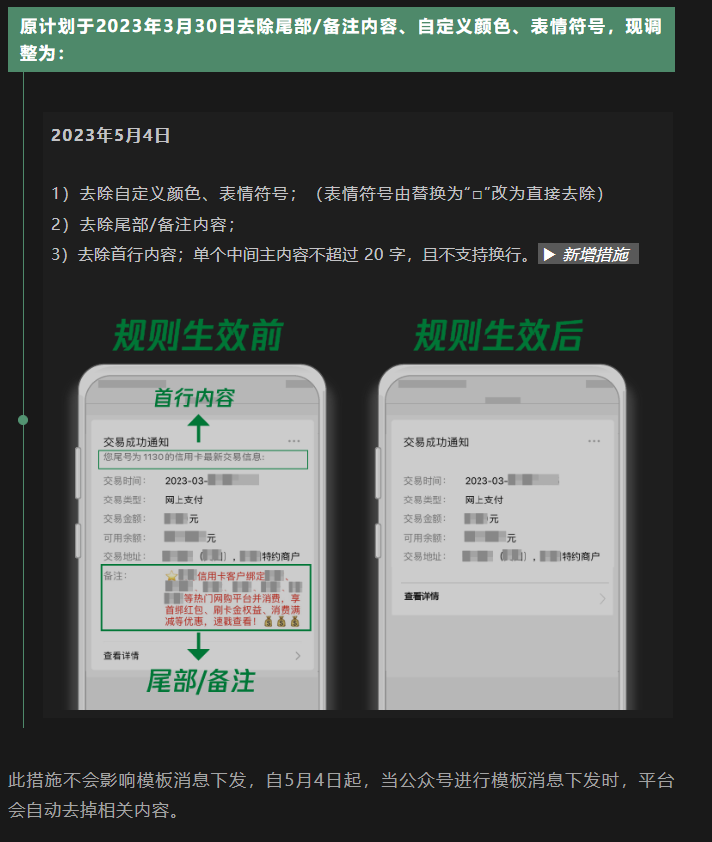 原计划于2023年3月30日去除尾部/备注内容、自定义颜色、表情符号，现调
整为：
2023年5月4日
1）去除自定义颜色、表情符号；（表情符号由替换为“□”改为直接去除）
2）去除尾部/备注内容；
3）去除首行内容；单个中间主内容不超过 20 字，且不支持换行。▶ 新增措施
规则生效前
首行内容
交易成功通知
您尾号为1130的信用卡最新交易信息:
交易时间: 2023-03-
交易类型: 网上支付
交易金额: 元
可用余额: 元
交易地址: ，特约商户
备注: 信用卡客户绑定、
等热门网购平台并消费，享
首绑红包、刷卡金权益、消费满
减等优惠，速戳查看！
查看详情
尾部/备注
规则生效后
交易成功通知
交易时间: 2023-03-
交易类型: 网上支付
交易金额: 元
可用余额: 元
交易地址: ，特约商户
查看详情
此措施不会影响模板消息下发，自5月4日起，当公众号进行模板消息下发时，平台
会自动去掉相关内容。